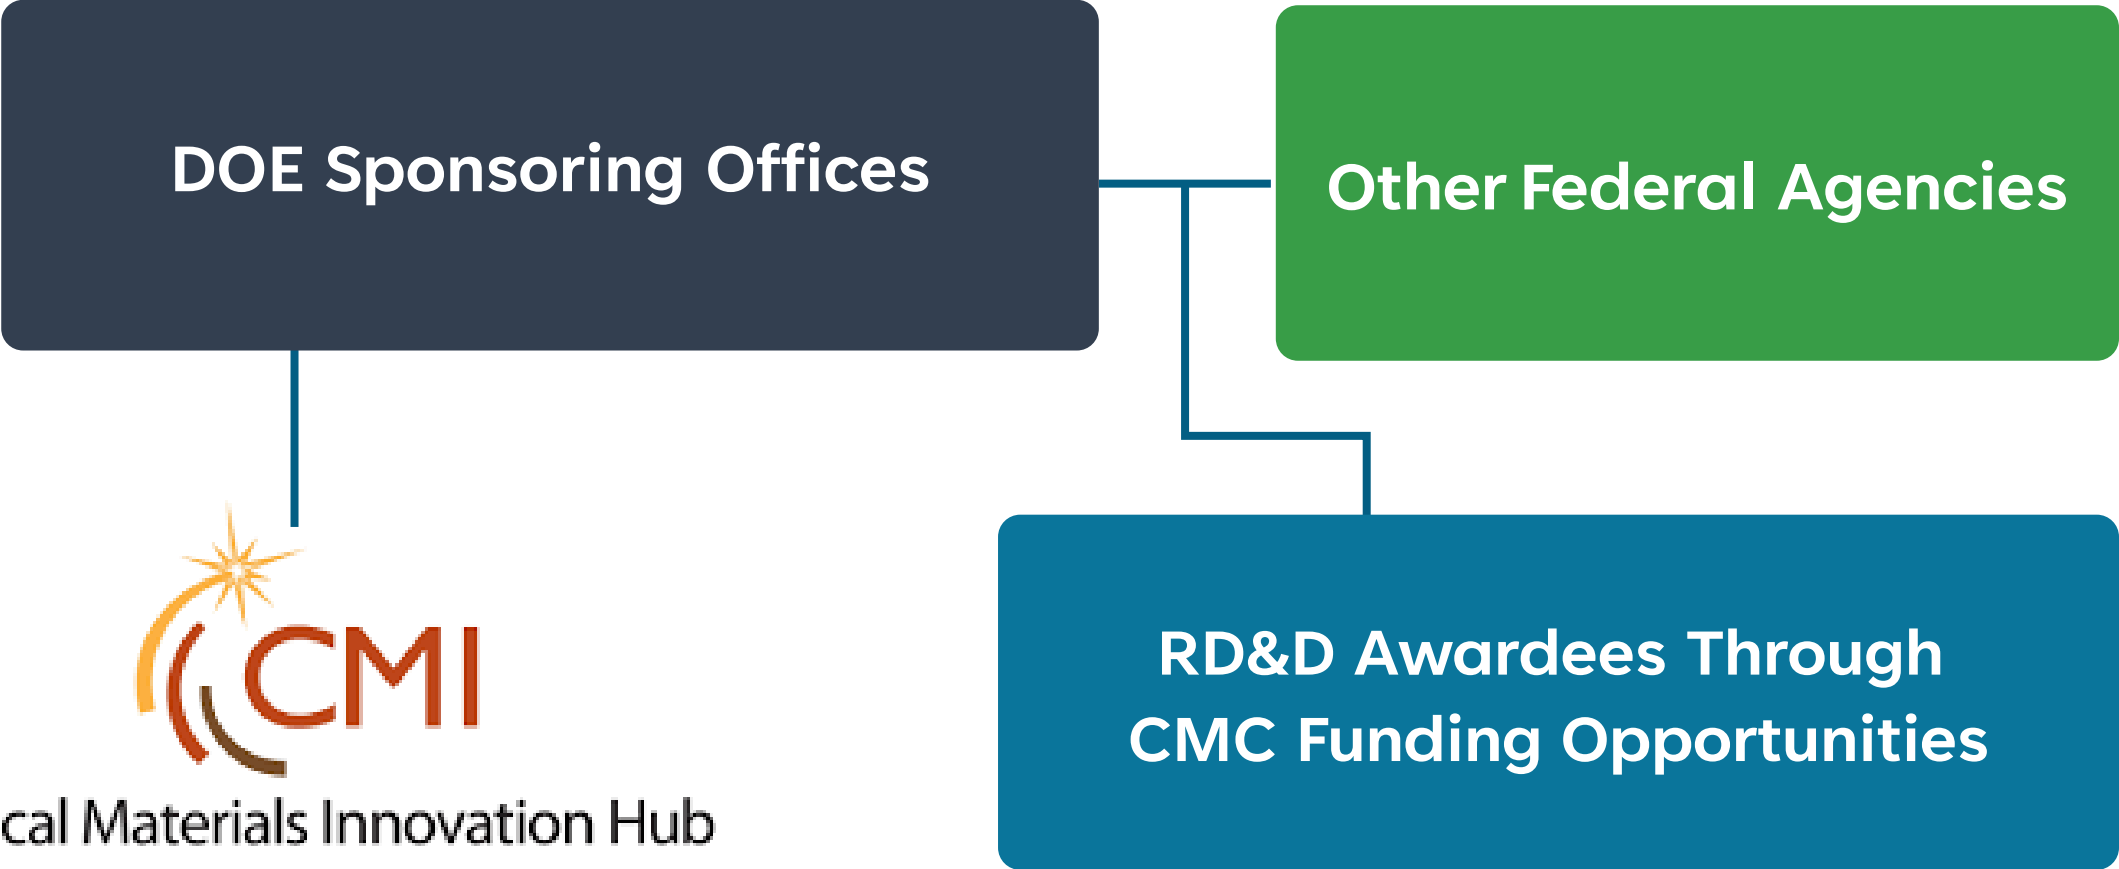 DOE Sponsoring Offices
Other Federal Agencies
CMI
cal Materials Innovation Hub
RD&D Awardees Through
CMC Funding Opportunities